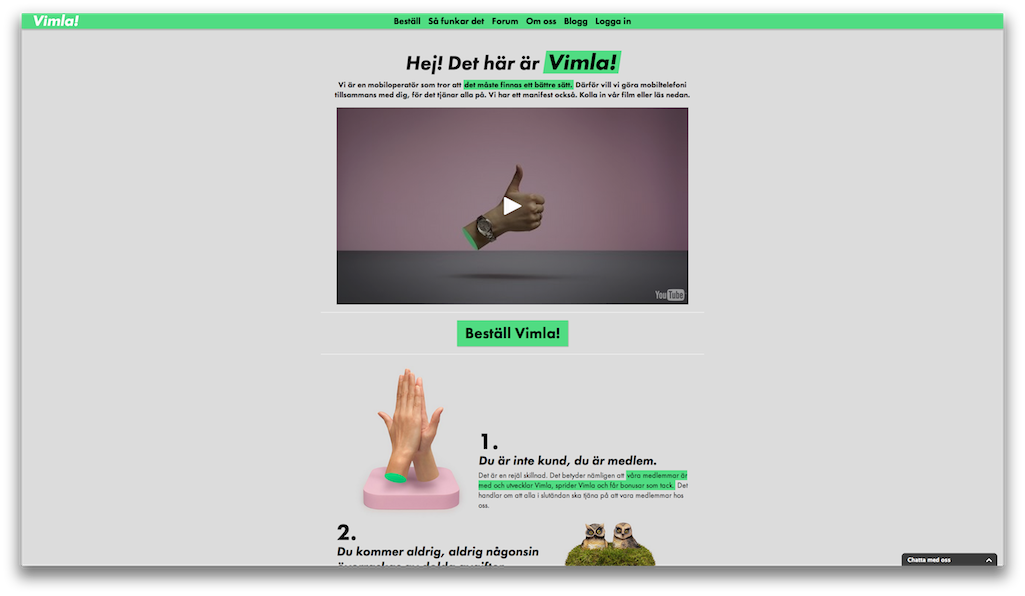 Vimla!
Beställ Så funkar det Forum Om oss Blogg Logga in
Hej! Det här är Vimla!
Vi är en mobiloperatör som tror att det måste finnas ett bättre sätt. Därför vill vi göra mobiltelefoni
tillsammans med dig, för det tjänar alla på. Vi har ett manifest också. Kolla in vår film eller läs nedan.
YouTube
Beställ Vimla!
1.
Du är inte kund, du är medlem.
Det är en rejäl skillnad. Det betyder nämligen att våra medlemmar är
med och utvecklar Vimla, sprider Vimla och får bonusar som tack. Det
handlar om att alla i slutändan ska tjäna på att vara medlemmar hos
oss.
2.
Du kommer aldrig, aldrig någonsin
Chatta med oss